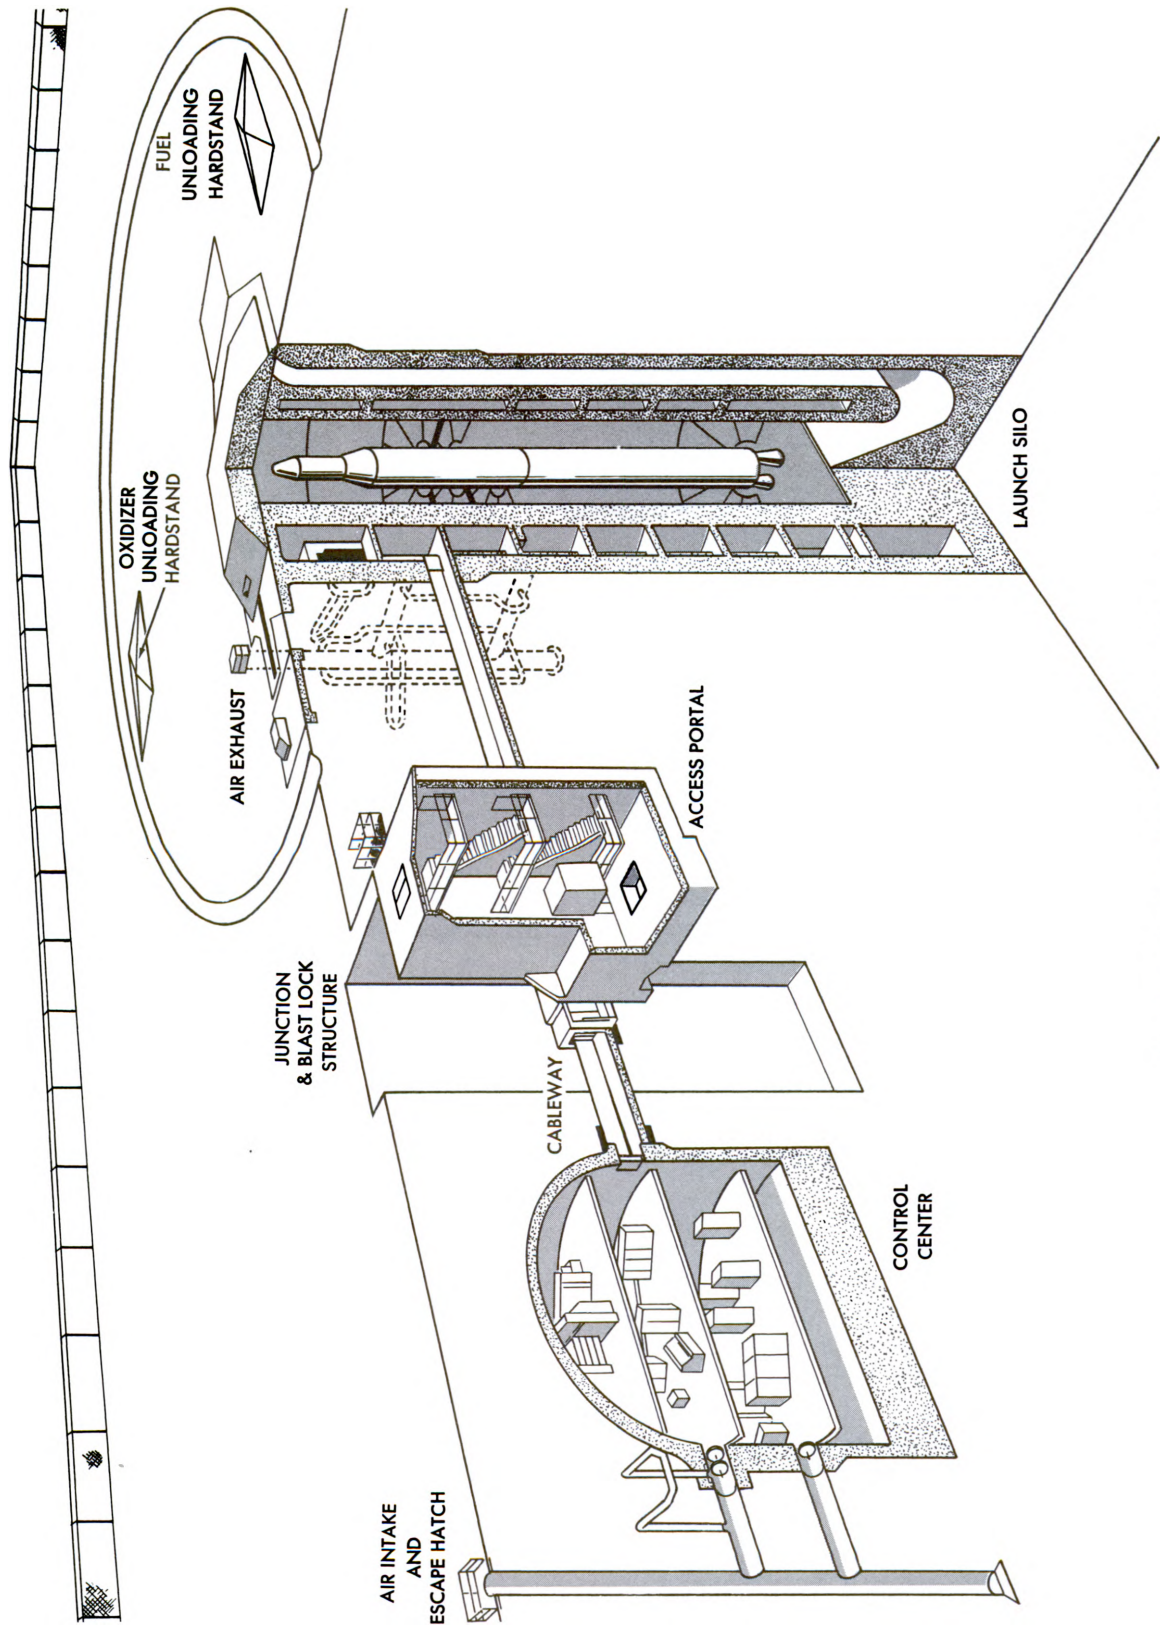 AIR INTAKE
AND
ESCAPE HATCH
CONTROL
CENTER
CABLEWAY
JUNCTION
& BLAST LOCK
STRUCTURE
ACCESS PORTAL
AIR EXHAUST
OXIDIZER
UNLOADING
HARDSTAND
LAUNCH SILO
FUEL
UNLOADING
HARDSTAND